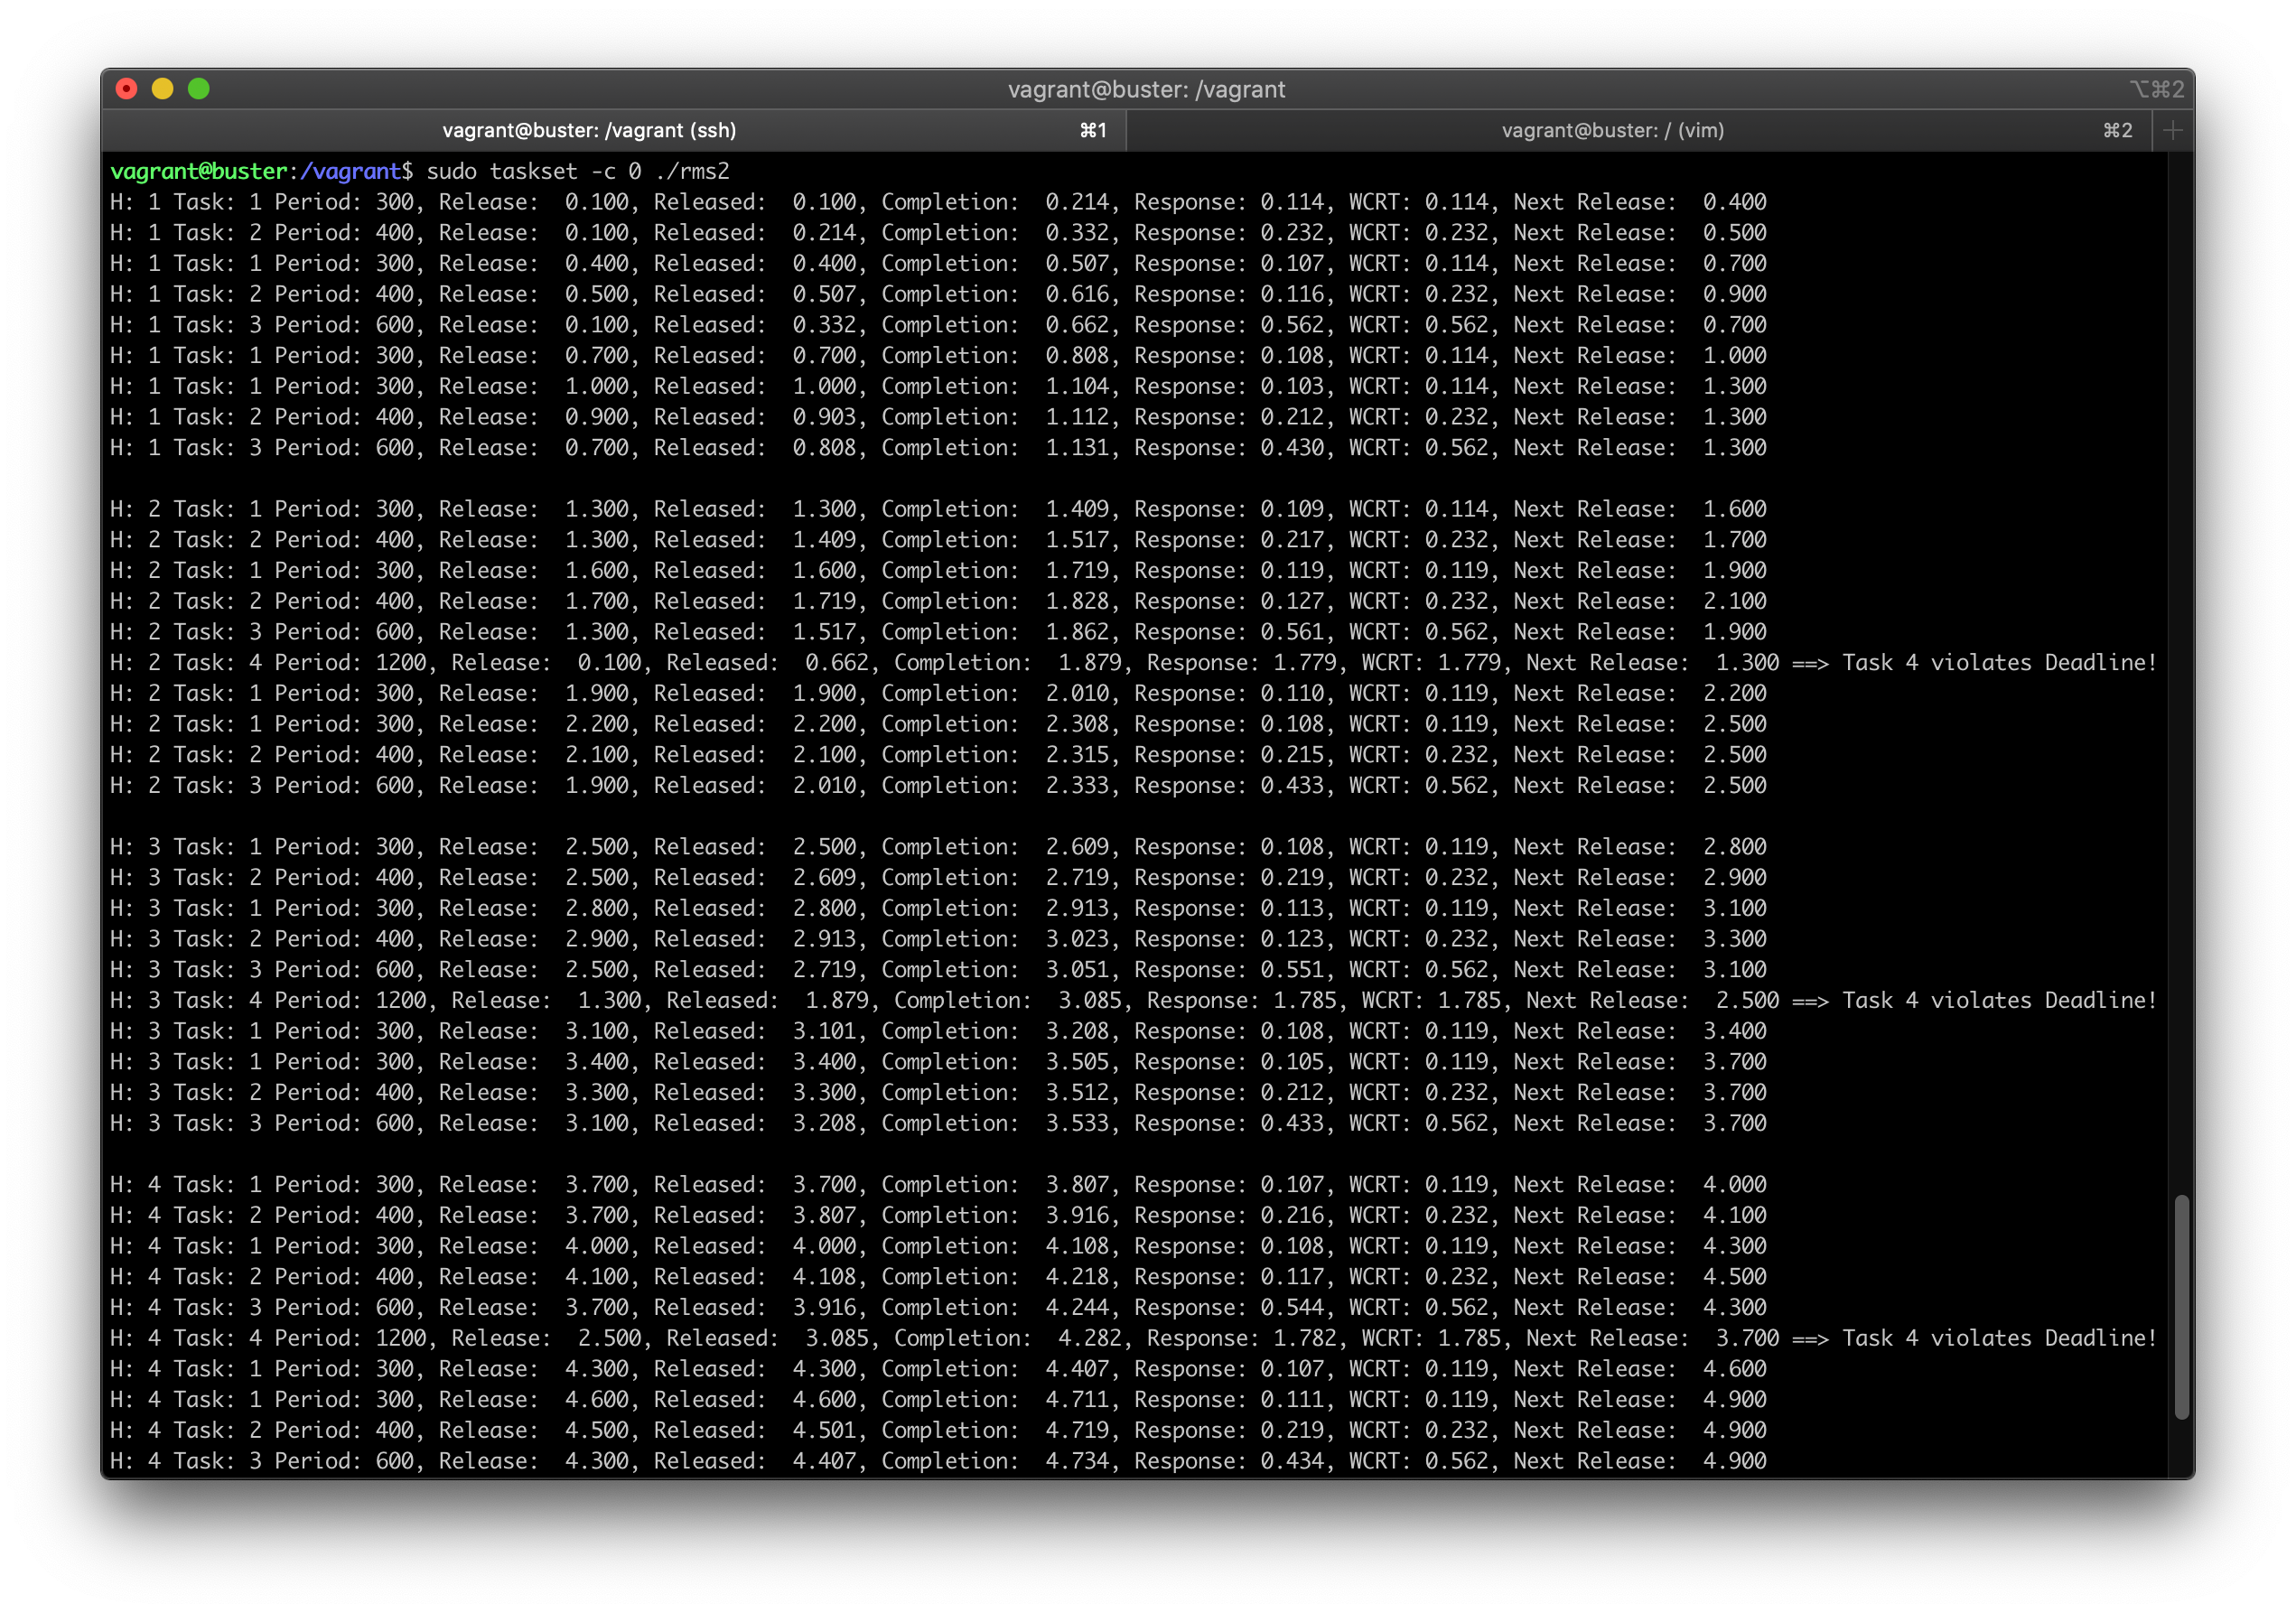 vagrant@buster: /vagrant ⌥⌘2
vagrant@buster: /vagrant (ssh) ⌘1 vagrant@buster: / (vim) ⌘2 +
vagrant@buster:/vagrant$ sudo taskset -c 0 ./rms2
H: 1 Task: 1 Period: 300, Release:  0.100, Released:  0.100, Completion:  0.214, Response: 0.114, WCRT: 0.114, Next Release:  0.400
H: 1 Task: 2 Period: 400, Release:  0.100, Released:  0.214, Completion:  0.332, Response: 0.232, WCRT: 0.232, Next Release:  0.500
H: 1 Task: 1 Period: 300, Release:  0.400, Released:  0.400, Completion:  0.507, Response: 0.107, WCRT: 0.114, Next Release:  0.700
H: 1 Task: 2 Period: 400, Release:  0.500, Released:  0.507, Completion:  0.616, Response: 0.116, WCRT: 0.232, Next Release:  0.900
H: 1 Task: 3 Period: 600, Release:  0.100, Released:  0.332, Completion:  0.662, Response: 0.562, WCRT: 0.562, Next Release:  0.700
H: 1 Task: 1 Period: 300, Release:  0.700, Released:  0.700, Completion:  0.808, Response: 0.108, WCRT: 0.114, Next Release:  1.000
H: 1 Task: 1 Period: 300, Release:  1.000, Released:  1.000, Completion:  1.104, Response: 0.103, WCRT: 0.114, Next Release:  1.300
H: 1 Task: 2 Period: 400, Release:  0.900, Released:  0.903, Completion:  1.112, Response: 0.212, WCRT: 0.232, Next Release:  1.300
H: 1 Task: 3 Period: 600, Release:  0.700, Released:  0.808, Completion:  1.131, Response: 0.430, WCRT: 0.562, Next Release:  1.300
H: 2 Task: 1 Period: 300, Release:  1.300, Released:  1.300, Completion:  1.409, Response: 0.109, WCRT: 0.114, Next Release:  1.600
H: 2 Task: 2 Period: 400, Release:  1.300, Released:  1.409, Completion:  1.517, Response: 0.217, WCRT: 0.232, Next Release:  1.700
H: 2 Task: 1 Period: 300, Release:  1.600, Released:  1.600, Completion:  1.719, Response: 0.119, WCRT: 0.119, Next Release:  1.900
H: 2 Task: 2 Period: 400, Release:  1.700, Released:  1.719, Completion:  1.828, Response: 0.127, WCRT: 0.232, Next Release:  2.100
H: 2 Task: 3 Period: 600, Release:  1.300, Released:  1.517, Completion:  1.862, Response: 0.561, WCRT: 0.562, Next Release:  1.900
H: 2 Task: 4 Period: 1200, Release:  0.100, Released:  0.662, Completion:  1.879, Response: 1.779, WCRT: 1.779, Next Release:  1.300 ==> Task 4 violates Deadline!
H: 2 Task: 1 Period: 300, Release:  1.900, Released:  1.900, Completion:  2.010, Response: 0.110, WCRT: 0.119, Next Release:  2.200
H: 2 Task: 1 Period: 300, Release:  2.200, Released:  2.200, Completion:  2.308, Response: 0.108, WCRT: 0.119, Next Release:  2.500
H: 2 Task: 2 Period: 400, Release:  2.100, Released:  2.100, Completion:  2.315, Response: 0.215, WCRT: 0.232, Next Release:  2.500
H: 2 Task: 3 Period: 600, Release:  1.900, Released:  2.010, Completion:  2.333, Response: 0.433, WCRT: 0.562, Next Release:  2.500
H: 3 Task: 1 Period: 300, Release:  2.500, Released:  2.500, Completion:  2.609, Response: 0.108, WCRT: 0.119, Next Release:  2.800
H: 3 Task: 2 Period: 400, Release:  2.500, Released:  2.609, Completion:  2.719, Response: 0.219, WCRT: 0.232, Next Release:  2.900
H: 3 Task: 1 Period: 300, Release:  2.800, Released:  2.800, Completion:  2.913, Response: 0.113, WCRT: 0.119, Next Release:  3.100
H: 3 Task: 2 Period: 400, Release:  2.900, Released:  2.913, Completion:  3.023, Response: 0.123, WCRT: 0.232, Next Release:  3.300
H: 3 Task: 3 Period: 600, Release:  2.500, Released:  2.719, Completion:  3.051, Response: 0.551, WCRT: 0.562, Next Release:  3.100
H: 3 Task: 4 Period: 1200, Release:  1.300, Released:  1.879, Completion:  3.085, Response: 1.785, WCRT: 1.785, Next Release:  2.500 ==> Task 4 violates Deadline!
H: 3 Task: 1 Period: 300, Release:  3.100, Released:  3.101, Completion:  3.208, Response: 0.108, WCRT: 0.119, Next Release:  3.400
H: 3 Task: 1 Period: 300, Release:  3.400, Released:  3.400, Completion:  3.505, Response: 0.105, WCRT: 0.119, Next Release:  3.700
H: 3 Task: 2 Period: 400, Release:  3.300, Released:  3.300, Completion:  3.512, Response: 0.212, WCRT: 0.232, Next Release:  3.700
H: 3 Task: 3 Period: 600, Release:  3.100, Released:  3.208, Completion:  3.533, Response: 0.433, WCRT: 0.562, Next Release:  3.700
H: 4 Task: 1 Period: 300, Release:  3.700, Released:  3.700, Completion:  3.807, Response: 0.107, WCRT: 0.119, Next Release:  4.000
H: 4 Task: 2 Period: 400, Release:  3.700, Released:  3.807, Completion:  3.916, Response: 0.216, WCRT: 0.232, Next Release:  4.100
H: 4 Task: 1 Period: 300, Release:  4.000, Released:  4.000, Completion:  4.108, Response: 0.108, WCRT: 0.119, Next Release:  4.300
H: 4 Task: 2 Period: 400, Release:  4.100, Released:  4.108, Completion:  4.218, Response: 0.117, WCRT: 0.232, Next Release:  4.500
H: 4 Task: 3 Period: 600, Release:  3.700, Released:  3.916, Completion:  4.244, Response: 0.544, WCRT: 0.562, Next Release:  4.300
H: 4 Task: 4 Period: 1200, Release:  2.500, Released:  3.085, Completion:  4.282, Response: 1.782, WCRT: 1.785, Next Release:  3.700 ==> Task 4 violates Deadline!
H: 4 Task: 1 Period: 300, Release:  4.300, Released:  4.300, Completion:  4.407, Response: 0.107, WCRT: 0.119, Next Release:  4.600
H: 4 Task: 1 Period: 300, Release:  4.600, Released:  4.600, Completion:  4.711, Response: 0.111, WCRT: 0.119, Next Release:  4.900
H: 4 Task: 2 Period: 400, Release:  4.500, Released:  4.501, Completion:  4.719, Response: 0.219, WCRT: 0.232, Next Release:  4.900
H: 4 Task: 3 Period: 600, Release:  4.300, Released:  4.407, Completion:  4.734, Response: 0.434, WCRT: 0.562, Next Release:  4.900